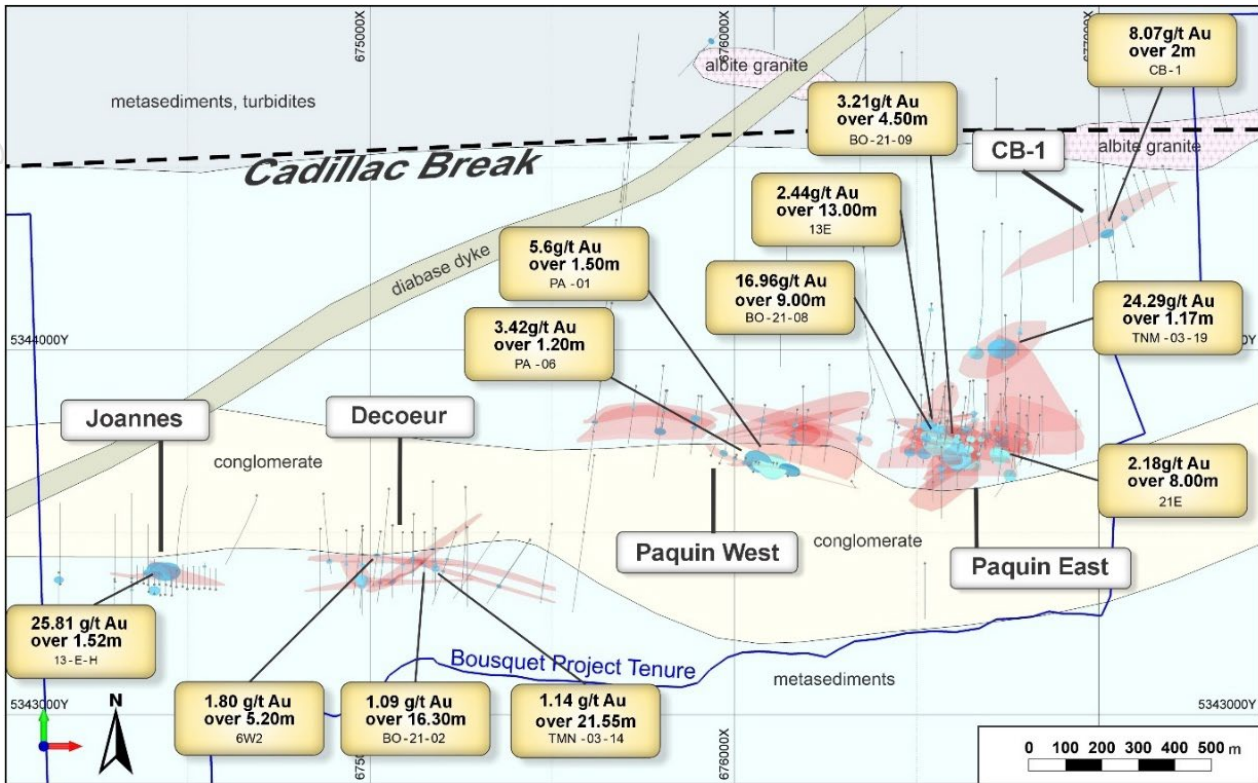 675000X
676000X
677000X
8.07g/t Au
over 2m
CB-1
albite granite
metasediments, turbidites
3.21g/t Au
over 4.50m
BO-21-09
CB-1
albite granite
Cadillac Break
2.44g/t Au
over 13.00m
13E
5.6g/t Au
over 1.50m
PA-01
diabase dyke
16.96g/t Au
over 9.00m
BO-21-08
24.29g/t Au
over 1.17m
TNM-03-19
3.42g/t Au
over 1.20m
PA-06
5344000Y
Joannes
Decoeur
conglomerate
2.18g/t Au
over 8.00m
21E
Paquin West
conglomerate
Paquin East
25.81 g/t Au
over 1.52m
13-E-H
Bousquet Project Tenure
metasediments
1.80 g/t Au
over 5.20m
6W2
1.09 g/t Au
over 16.30m
BO-21-02
1.14 g/t Au
over 21.55m
TMN-03-14
5343000Y
5343000Y
N
676000X
0 100 200 300 400 500 m